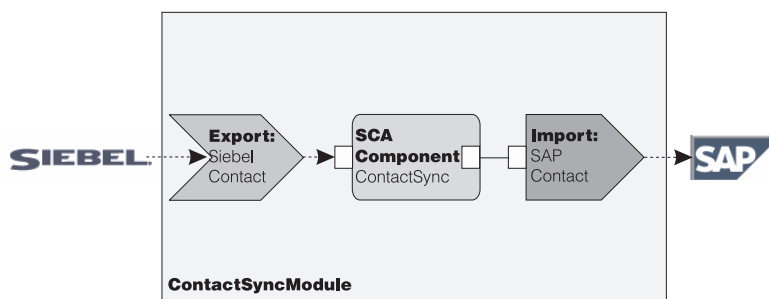 SIEBEL.
Export:
Siebel
Contact
SCA
Component
ContactSync
Import:
SAP
Contact
SAP
ContactSyncModule